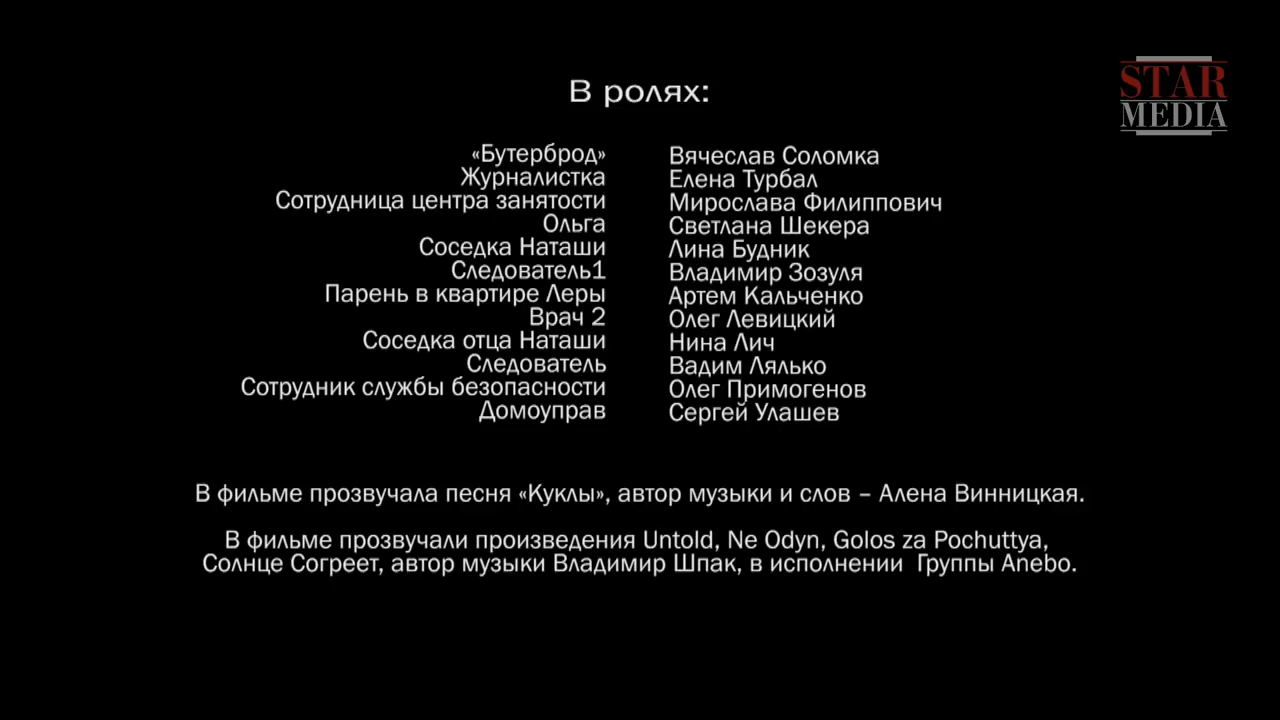 STAR
MEDIA
В ролях:
«Бутерброд» Вячеслав Соломка
Журналистка Елена Турбал
Сотрудница центра занятости Мирослава Филиппович
Ольга Светлана Шекера
Соседка Наташи Лина Будник
Следователь1 Владимир Зозуля
Парень в квартире Леры Артем Кальченко
Врач 2 Олег Левицкий
Соседка отца Наташи Нина Лич
Следователь Вадим Лялько
Сотрудник службы безопасности Олег Примогенов
Домоуправ Сергей Улашев
В фильме прозвучала песня «Куклы», автор музыки и слов – Алена Винницкая.
В фильме прозвучали произведения Untold, Ne Odyn, Golos za Pochuttya,
Солнце Согреет, автор музыки Владимир Шпак, в исполнении Группы Anebo.